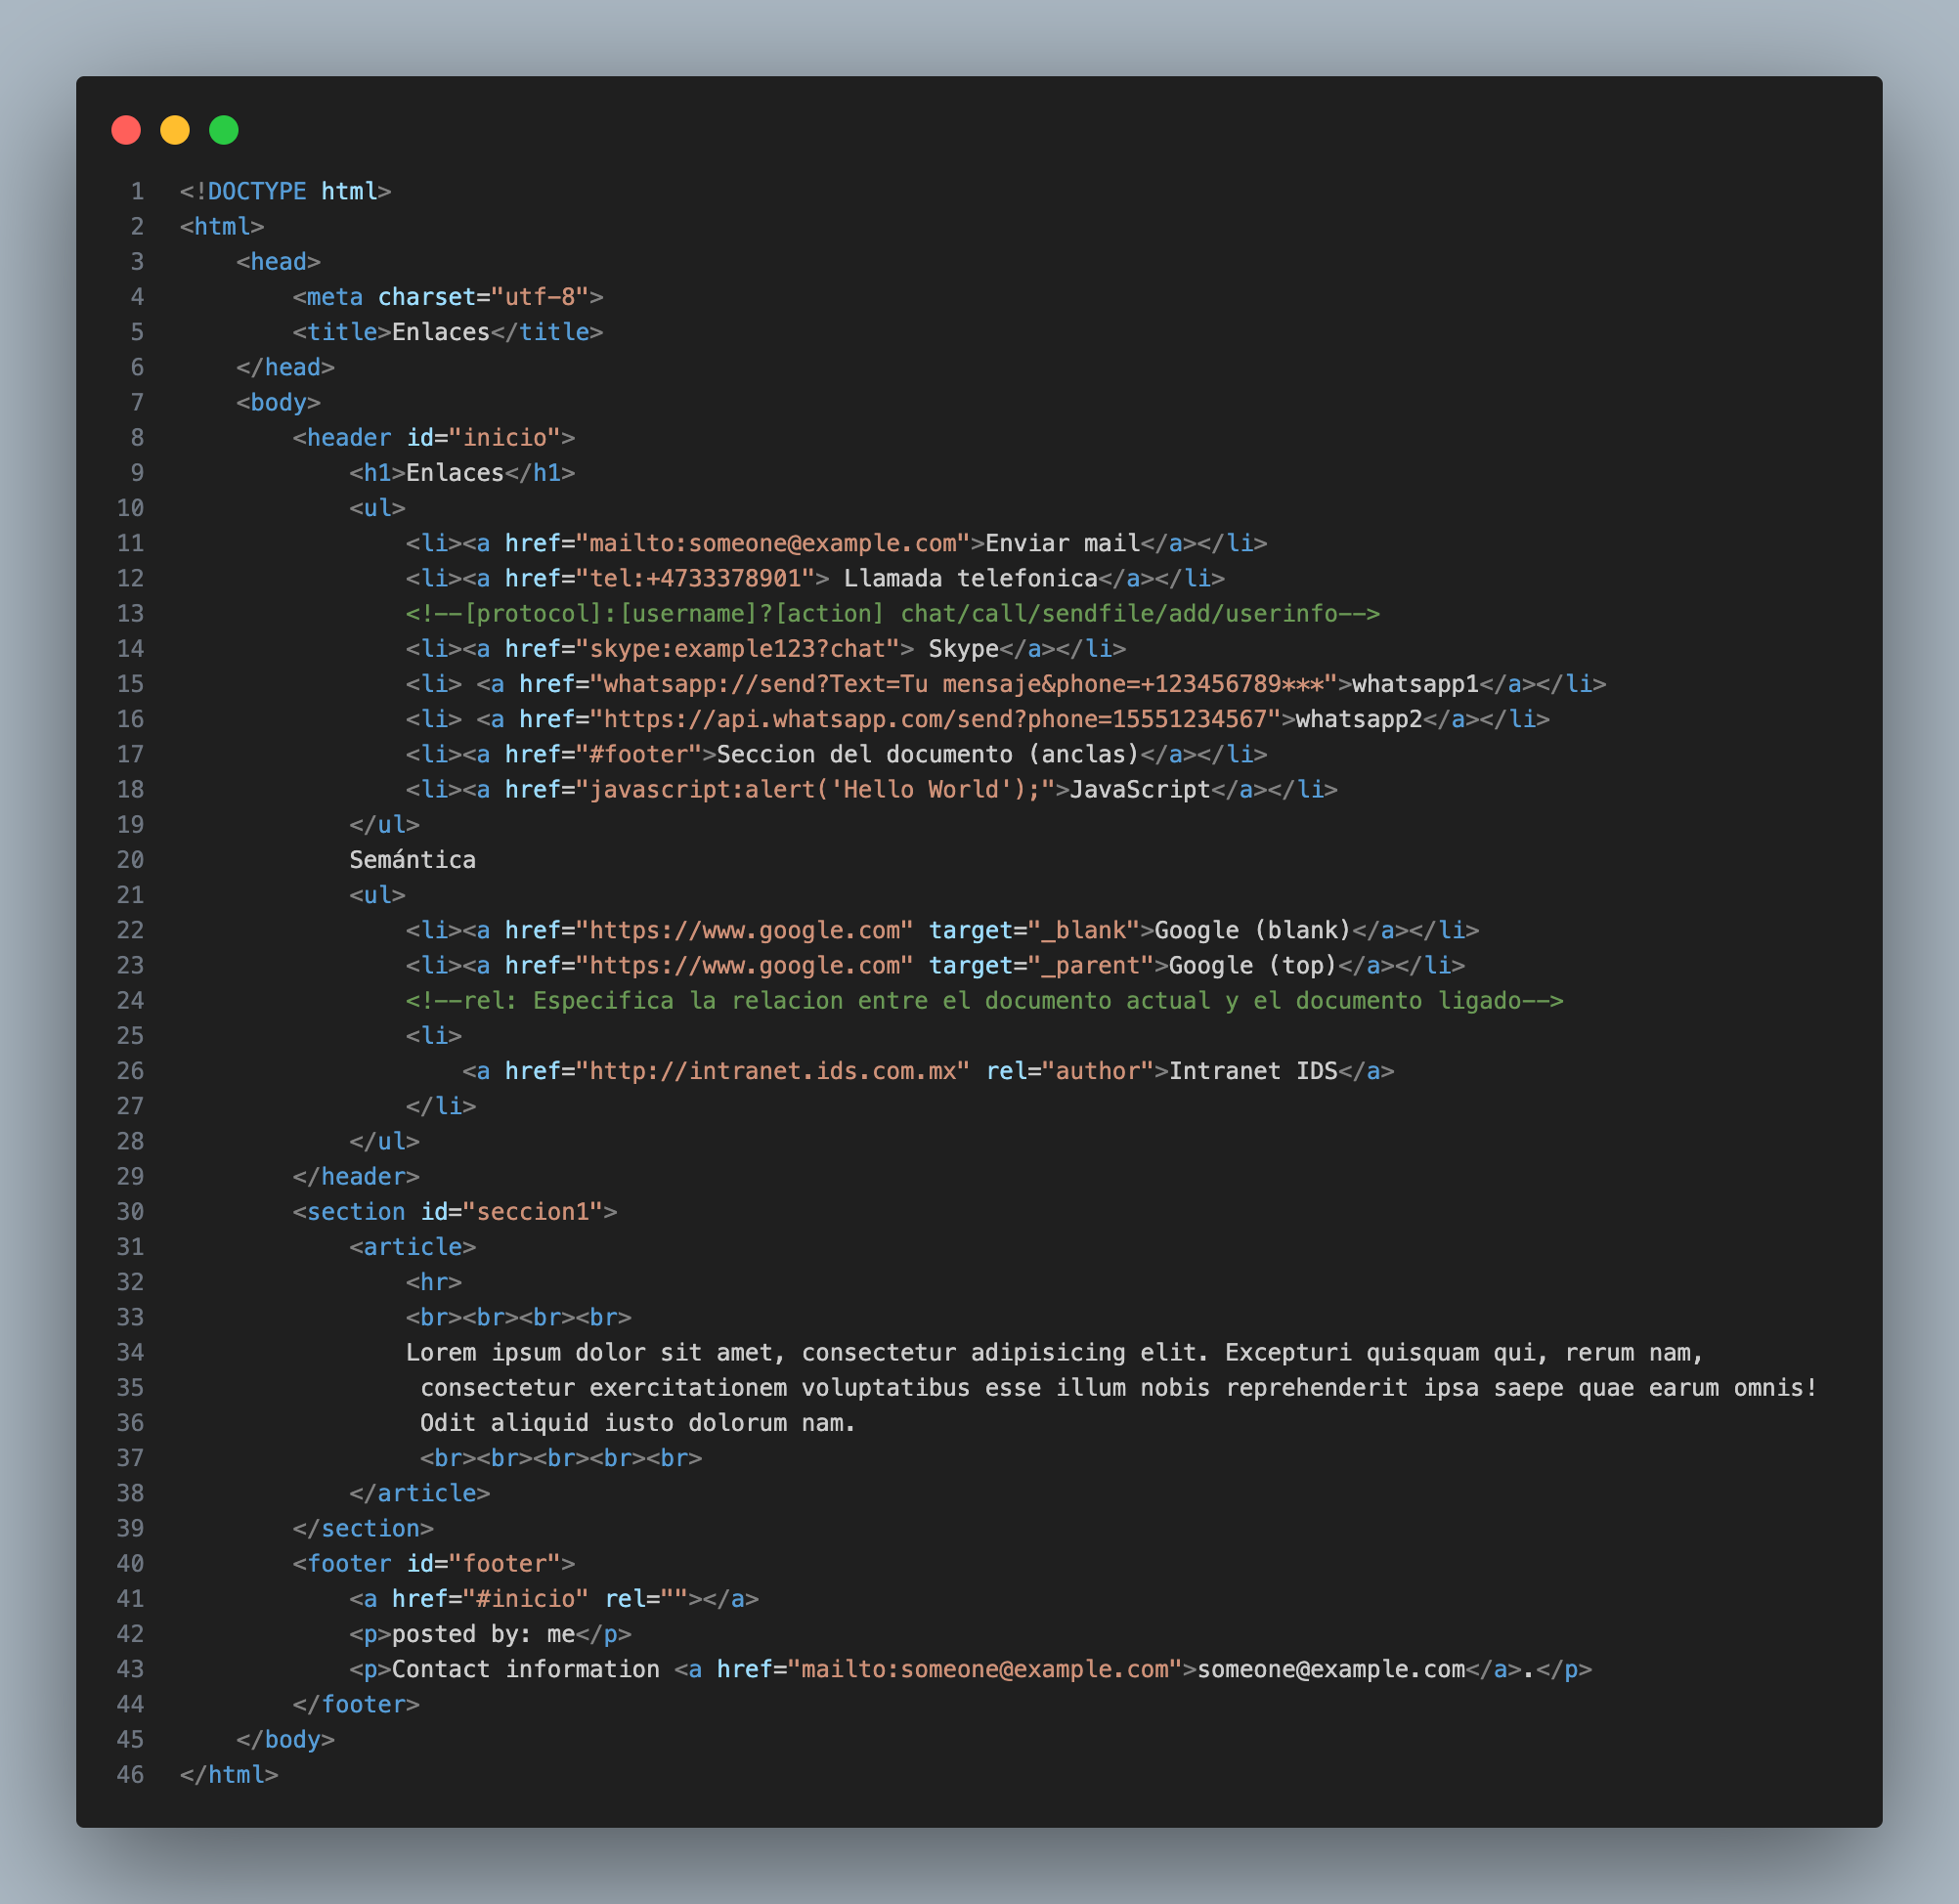 1 <!DOCTYPE html>
2 <html>
3     <head>
4         <meta charset="utf-8">
5         <title>Enlaces</title>
6     </head>
7     <body>
8         <header id="inicio">
9             <h1>Enlaces</h1>
10             <ul>
11                 <li><a href="mailto:someone@example.com">Enviar mail</a></li>
12                 <li><a href="tel:+4733378901"> Llamada telefonica</a></li>
13                 <!--[protocol]:[username]?[action] chat/call/sendfile/add/userinfo-->
14                 <li><a href="skype:example123?chat"> Skype</a></li>
15                 <li> <a href="whatsapp://send?Text=Tu mensaje&phone=+123456789***">whatsapp1</a></li>
16                 <li> <a href="https://api.whatsapp.com/send?phone=15551234567">whatsapp2</a></li>
17                 <li><a href="#footer">Seccion del documento (anclas)</a></li>
18                 <li><a href="javascript:alert('Hello World');">JavaScript</a></li>
19             </ul>
20             Semántica
21             <ul>
22                 <li><a href="https://www.google.com" target="_blank">Google (blank)</a></li>
23                 <li><a href="https://www.google.com" target="_parent">Google (top)</a></li>
24                 <!--rel: Especifica la relacion entre el documento actual y el documento ligado-->
25                 <li>
26                     <a href="http://intranet.ids.com.mx" rel="author">Intranet IDS</a>
27                 </li>
28             </ul>
29         </header>
30         <section id="seccion1">
31             <article>
32                 <hr>
33                 <br><br><br><br>
34                 Lorem ipsum dolor sit amet, consectetur adipisicing elit. Excepturi quisquam qui, rerum nam,
35                  consectetur exercitationem voluptatibus esse illum nobis reprehenderit ipsa saepe quae earum omnis!
36                  Odit aliquid iusto dolorum nam.
37                  <br><br><br><br><br>
38             </article>
39         </section>
40         <footer id="footer">
41             <a href="#inicio" rel=""></a>
42             <p>posted by: me</p>
43             <p>Contact information <a href="mailto:someone@example.com">someone@example.com</a>.</p>
44         </footer>
45     </body>
46 </html>